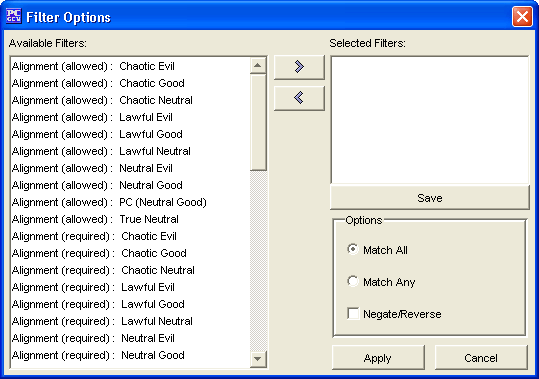 PC GEN Filter Options
Available Filters:
Alignment (allowed) : Chaotic Evil
Alignment (allowed) : Chaotic Good
Alignment (allowed) : Chaotic Neutral
Alignment (allowed) : Lawful Evil
Alignment (allowed) : Lawful Good
Alignment (allowed) : Lawful Neutral
Alignment (allowed) : Neutral Evil
Alignment (allowed) : Neutral Good
Alignment (allowed) : PC (Neutral Good)
Alignment (allowed) : True Neutral
Alignment (required) : Chaotic Evil
Alignment (required) : Chaotic Good
Alignment (required) : Chaotic Neutral
Alignment (required) : Lawful Evil
Alignment (required) : Lawful Good
Alignment (required) : Lawful Neutral
Alignment (required) : Neutral Evil
Alignment (required) : Neutral Good
Selected Filters:
Save
Options
Match All
Match Any
Negate/Reverse
Apply
Cancel